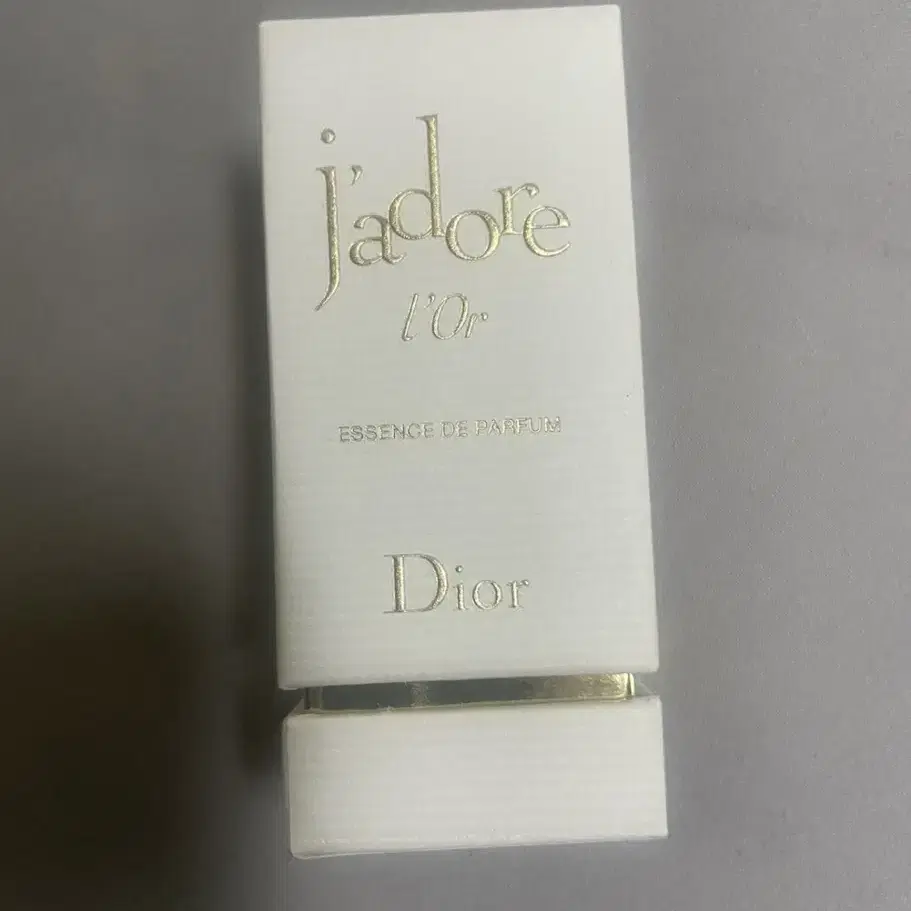 j'adore
l'Or
ESSENCE DE PARFUM
Dior